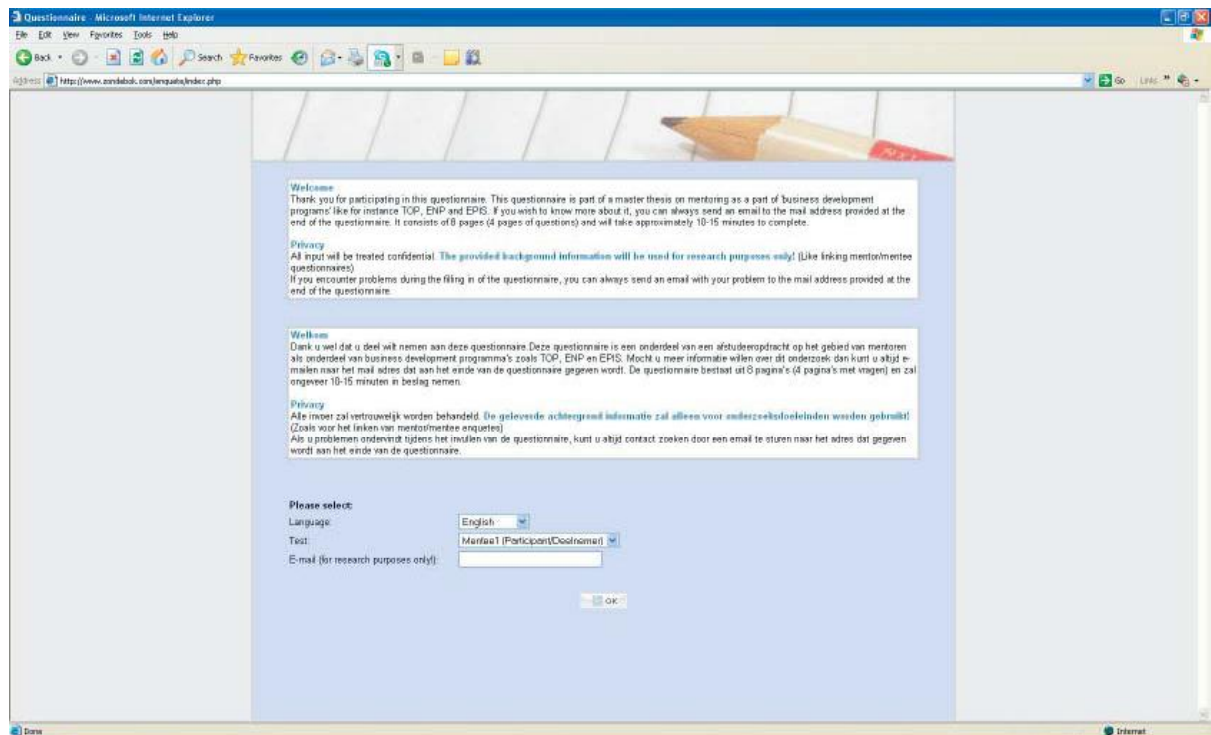 Questionnaire - Microsoft Internet Explorer
File Edit View Favorites Tools Help
Back Search Favorites
Address Go Links
Welcome
Thank you for participating in this questionnaire. This questionnaire is part of a master thesis on mentoring as a part of 'business development
programs' like for instance TOP, ENP and EPIS. If you wish to know more about it, you can always send an email to the mail address provided at the
end of the questionnaire. It consists of 8 pages (4 pages of questions) and will take approximately 10-15 minutes to complete.
Privacy
All input will be treated confidential. The provided background information will be used for research purposes only! (Like linking mentor/mentee
questionnaires)
If you encounter problems during the filling in of the questionnaire, you can always send an email with your problem to the mail address provided at the
end of the questionnaire.
Welkom
Dank u wel dat u deel wilt nemen aan deze questionnaire.Deze questionnaire is een onderdeel van een afstudeeropdracht op het gebied van mentoren
als onderdeel van business development programma's zoals TOP, ENP en EPIS. Mocht u meer informatie willen over dit onderzoek dan kunt u altijd e-
mailen naar het mail adres dat aan het einde van de questionnaire gegeven wordt. De questionnaire bestaat uit 8 pagina's (4 pagina's met vragen) en zal
ongeveer 10-15 minuten in beslag nemen.
Privacy
Alle invoer zal vertrouwelijk worden behandeld. De geleverde achtergrond informatie zal alleen voor onderzoeksdoeleinden worden gebruikt!
(Zoals voor het linken van mentor/mentee enquetes)
Als u problemen ondervindt tijdens het invullen van de questionnaire, kunt u altijd contact zoeken door een email te sturen naar het adres dat gegeven
wordt aan het einde van de questionnaire.
Please select:
Language: English
Test: Mentee1 (Participant/Deelnemer)
E-mail (for research purposes only!):
OK
Done Internet